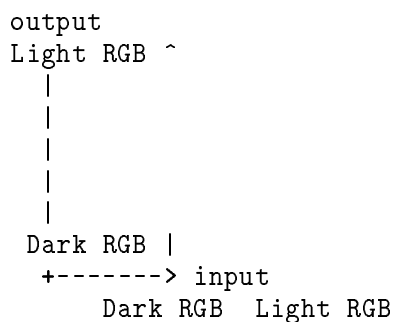 output
Light RGB ^
|
|
|
|
|
Dark RGB |
+-------> input
Dark RGB Light RGB